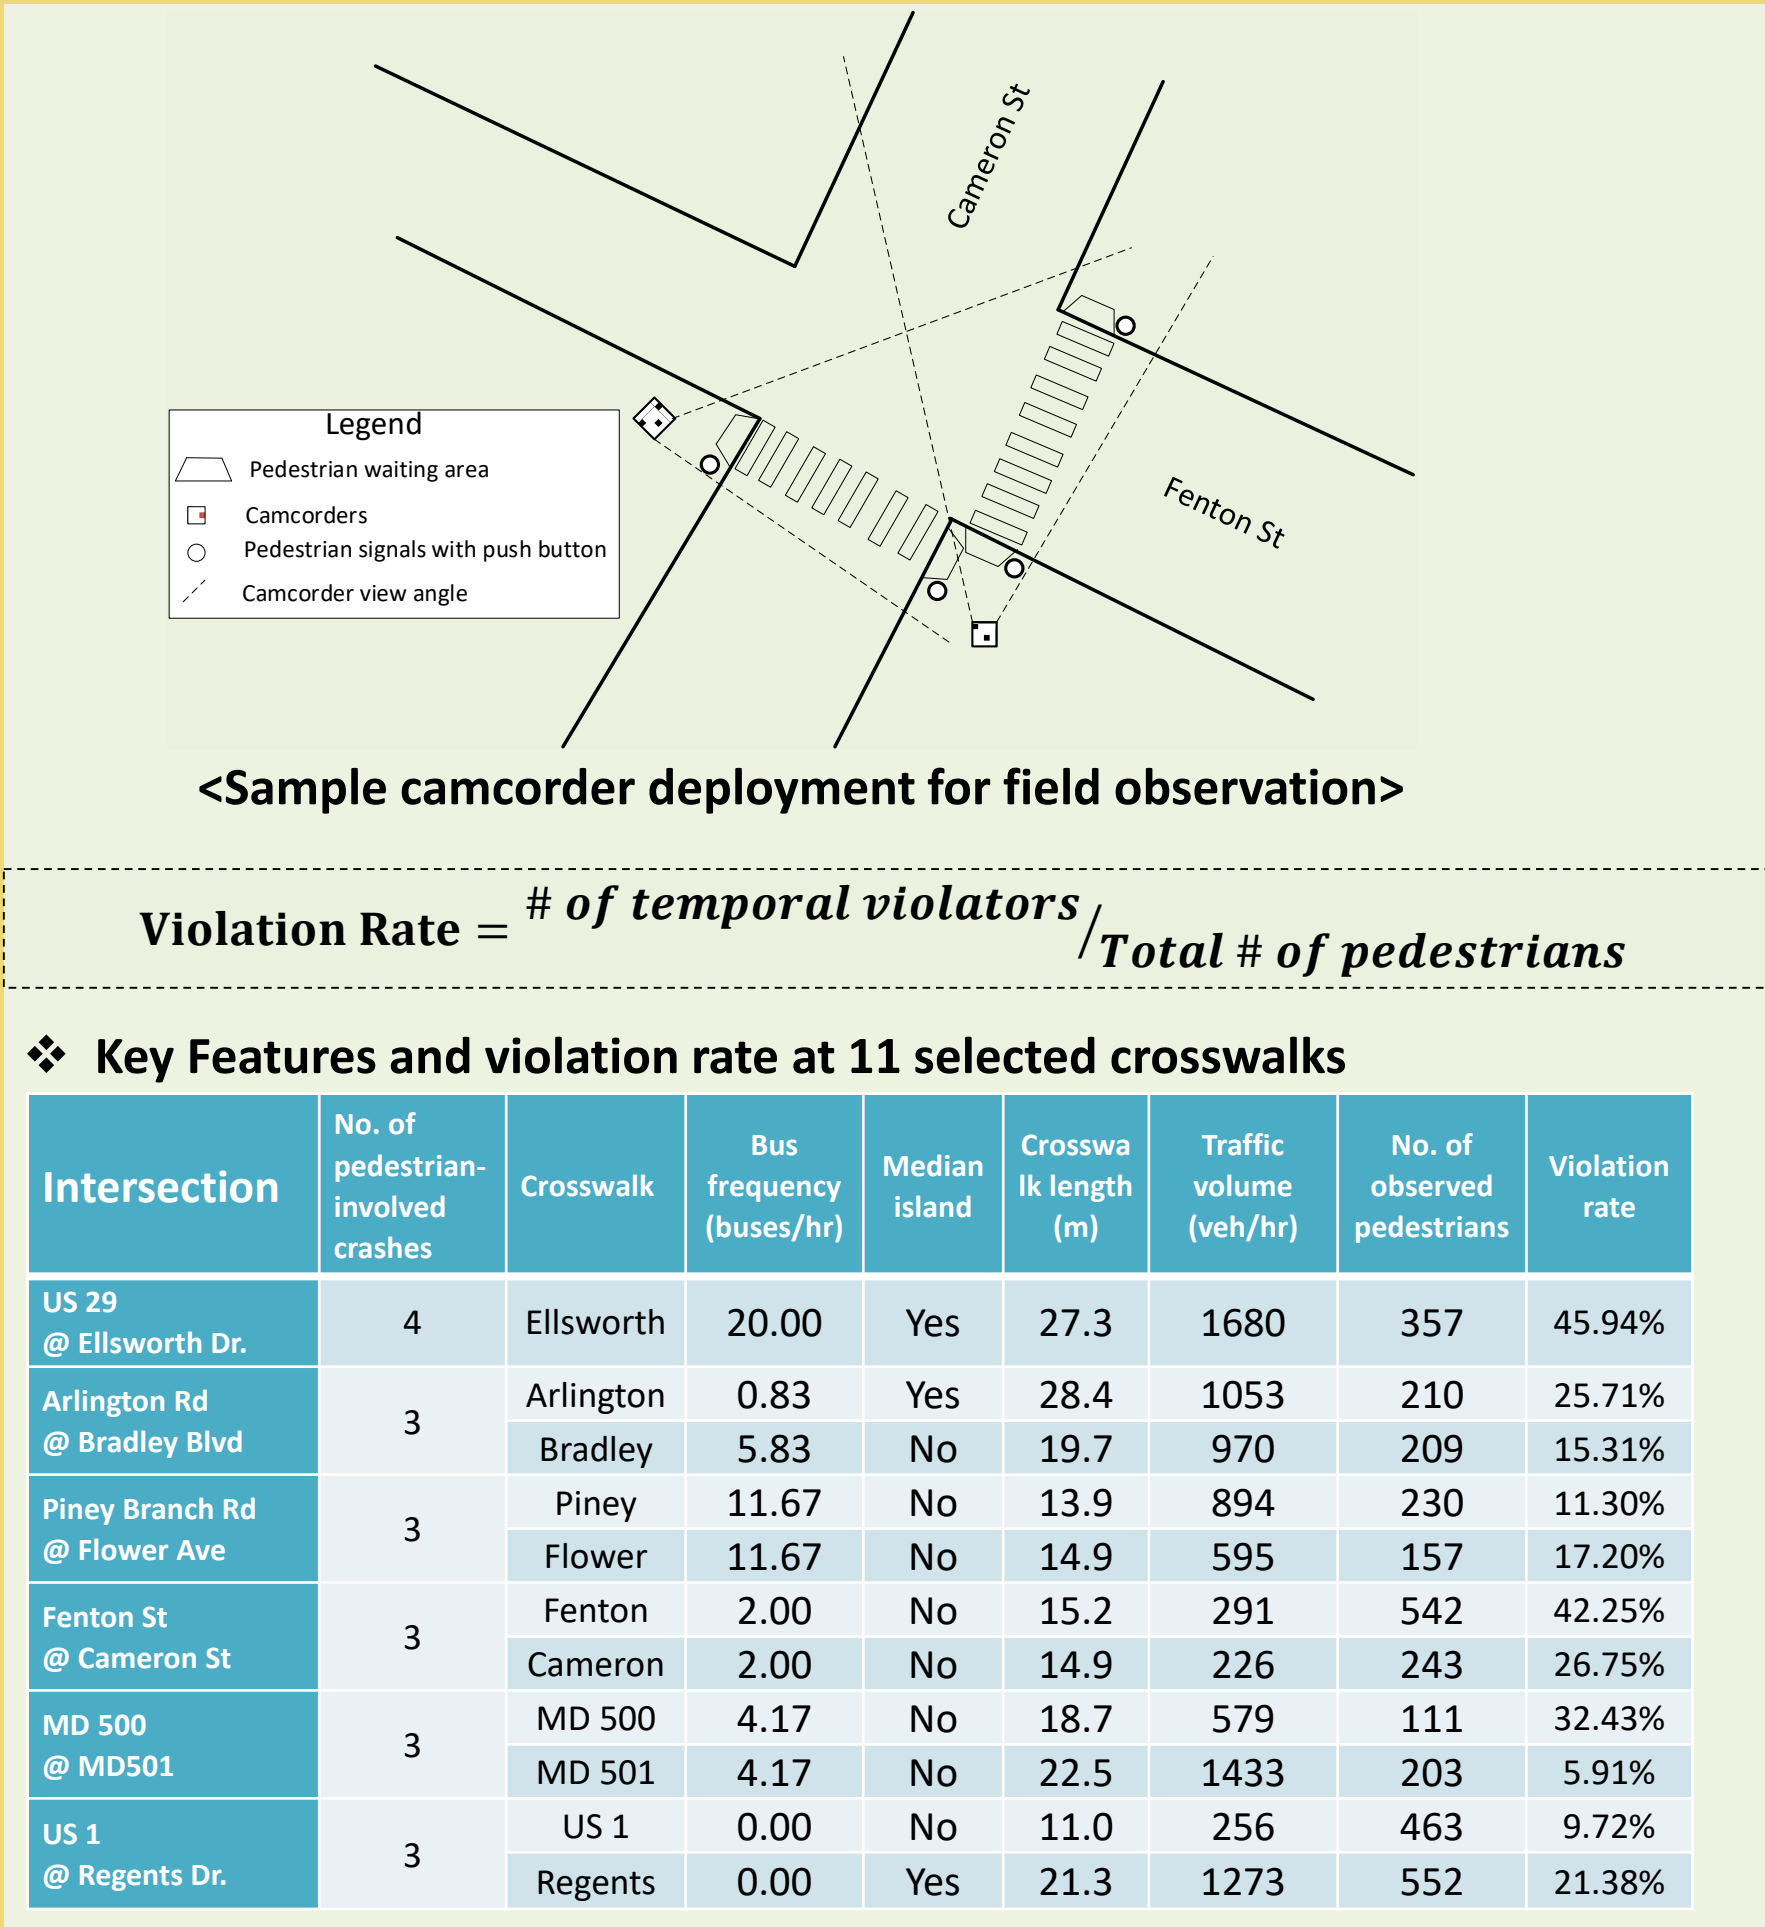 Cameron St
Fenton St
Legend
Pedestrian waiting area
Camcorders
Pedestrian signals with push button
Camcorder view angle
<Sample camcorder deployment for field observation>
Violation Rate = # of temporal violators/Total # of pedestrians
❖ Key Features and violation rate at 11 selected crosswalks
Intersection
No. of
pedestrian-
involved
crashes
Crosswalk
Bus
frequency
(buses/hr)
Median
island
Crosswa
lk length
(m)
Traffic
volume
(veh/hr)
No. of
observed
pedestrians
Violation
rate
US 29
@ Ellsworth Dr.
4 Ellsworth 20.00 Yes 27.3 1680 357 45.94%
Arlington Rd
@ Bradley Blvd
3
Arlington 0.83 Yes 28.4 1053 210 25.71%
Bradley 5.83 No 19.7 970 209 15.31%
Piney Branch Rd
@ Flower Ave
3
Piney 11.67 No 13.9 894 230 11.30%
Flower 11.67 No 14.9 595 157 17.20%
Fenton St
@ Cameron St
3
Fenton 2.00 No 15.2 291 542 42.25%
Cameron 2.00 No 14.9 226 243 26.75%
MD 500
@ MD501
3
MD 500 4.17 No 18.7 579 111 32.43%
MD 501 4.17 No 22.5 1433 203 5.91%
US 1
@ Regents Dr.
3
US 1 0.00 No 11.0 256 463 9.72%
Regents 0.00 Yes 21.3 1273 552 21.38%